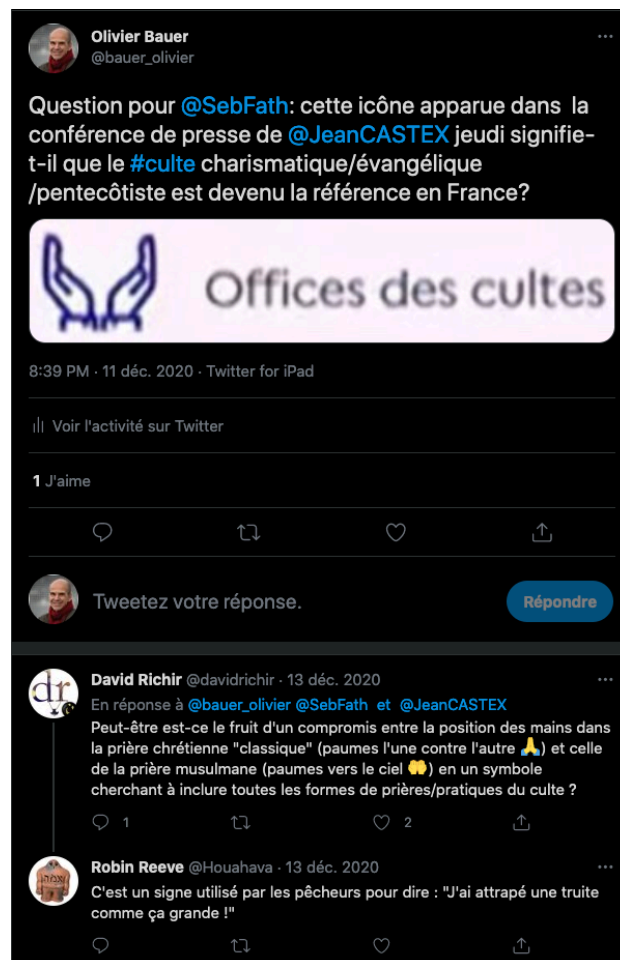 Olivier Bauer
@bauer_olivier
Question pour @SebFath: cette icône apparue dans la
conférence de presse de @JeanCASTEX jeudi signifie-
t-il que le #culte charismatique/évangélique
/pentecôtiste est devenu la référence en France?
Offices des cultes
8:39 PM · 11 déc. 2020 · Twitter for iPad
Voir l'activité sur Twitter
1 J'aime
Tweetez votre réponse.
Répondre
dr
David Richir @davidrichir · 13 déc. 2020
En réponse à @bauer_olivier @SebFath et @JeanCASTEX
Peut-être est-ce le fruit d'un compromis entre la position des mains dans
la prière chrétienne "classique" (paumes l'une contre l'autre 🙏) et celle
de la prière musulmane (paumes vers le ciel 🤲) en un symbole
cherchant à inclure toutes les formes de prières/pratiques du culte ?
1 2
Robin Reeve @Houahava · 13 déc. 2020
C'est un signe utilisé par les pêcheurs pour dire : "J'ai attrapé une truite
comme ça grande !"